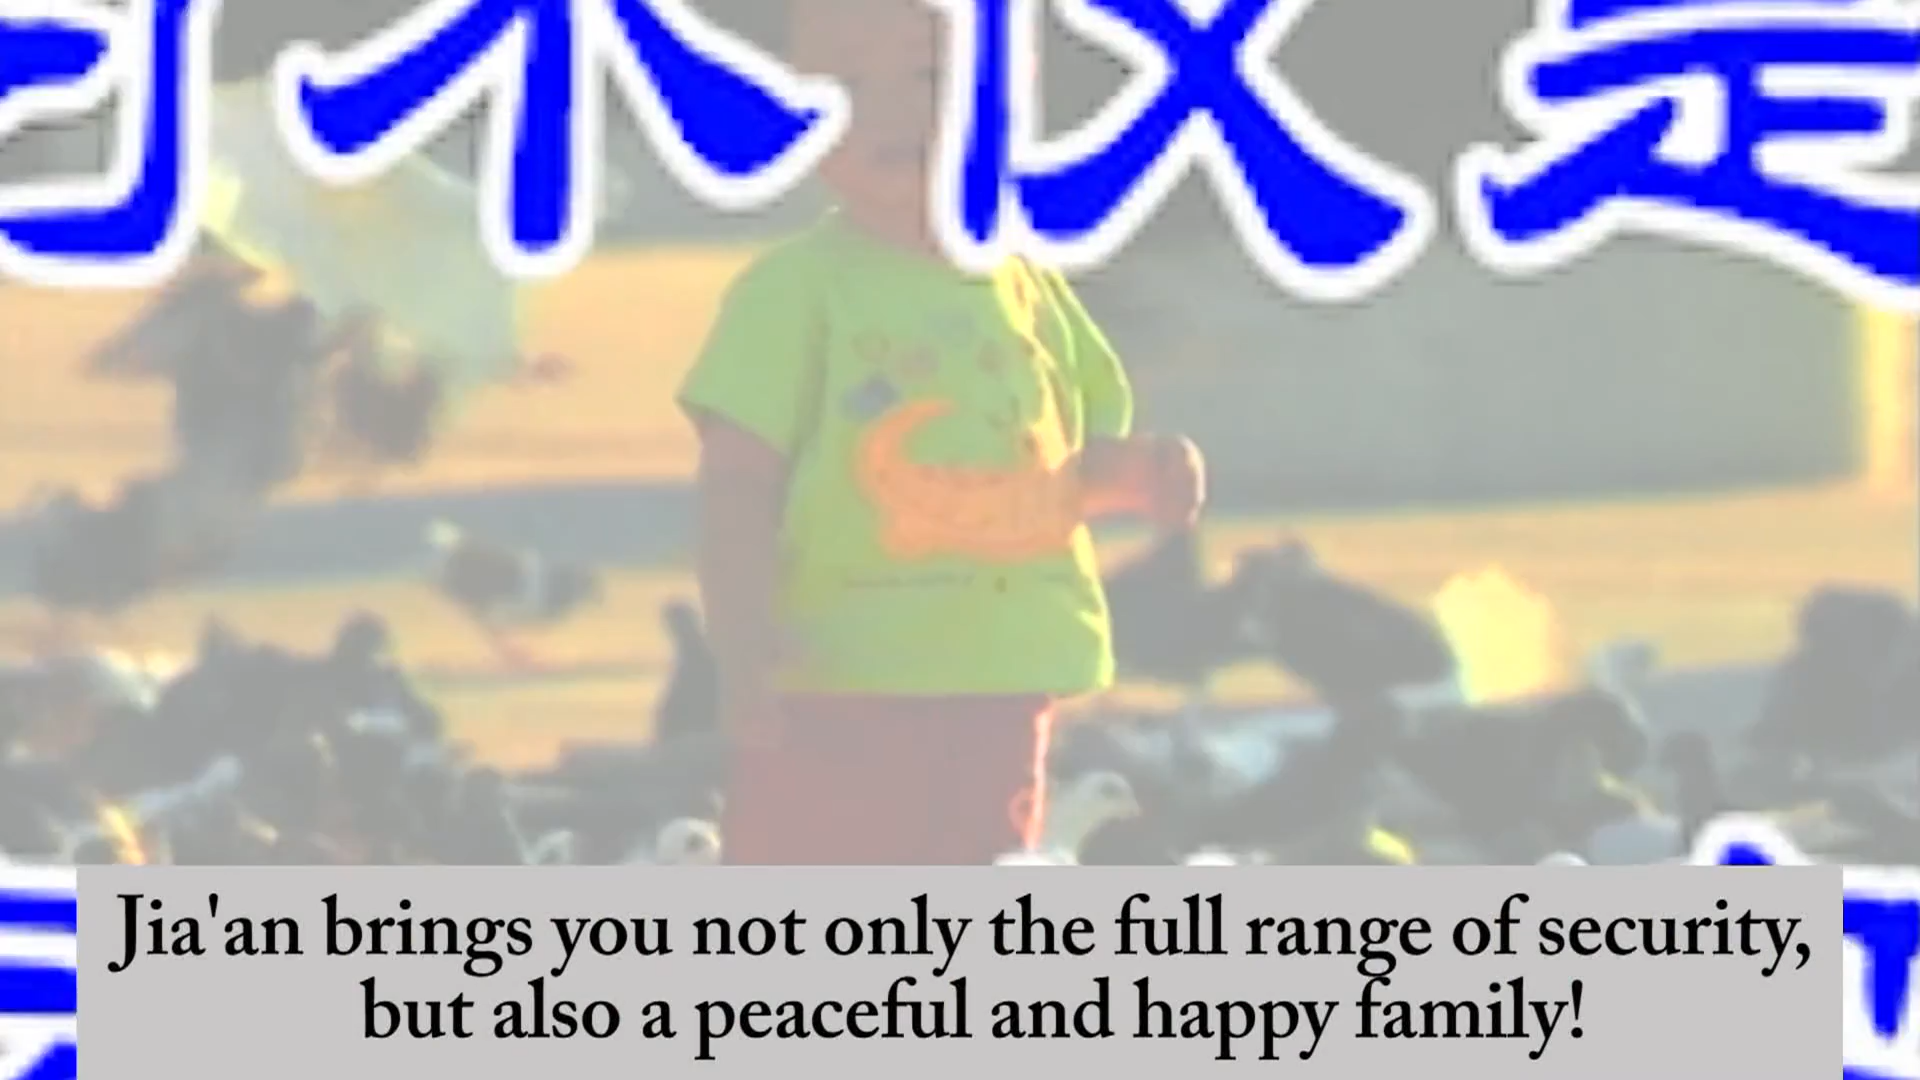 不仅是
Jia'an brings you not only the full range of security,
but also a peaceful and happy family!